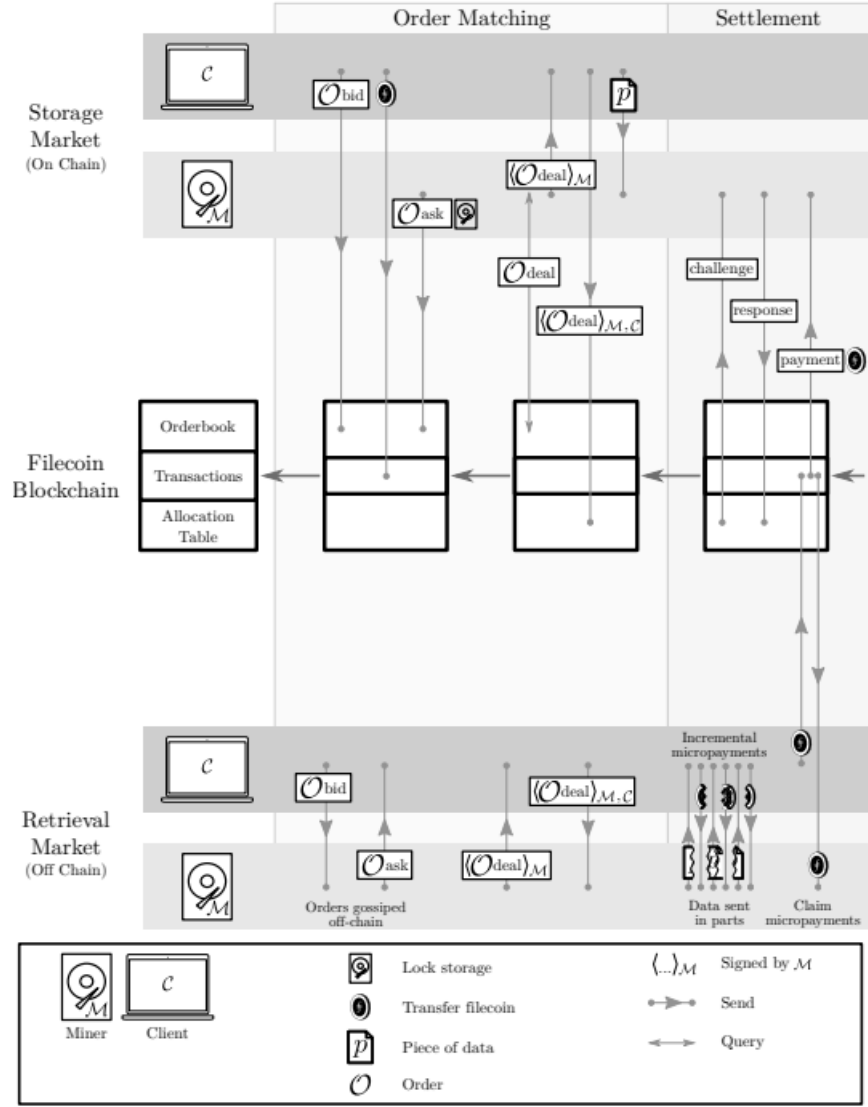 Order Matching
Settlement
Storage
Market
(On Chain)
C
M
O bid
O ask
⟨O deal⟩M
p
O deal
⟨O deal⟩M,C
challenge
response
payment
Filecoin
Blockchain
Orderbook
Transactions
Allocation
Table
Retrieval
Market
(Off Chain)
C
M
O bid
O ask
⟨O deal⟩M
⟨O deal⟩M,C
Incremental
micropayments
Orders gossiped
off-chain
Data sent
in parts
Claim
micropayments
M
Miner
C
Client
Lock storage
Transfer filecoin
p
Piece of data
O
Order
⟨...⟩M
Signed by M
Send
Query